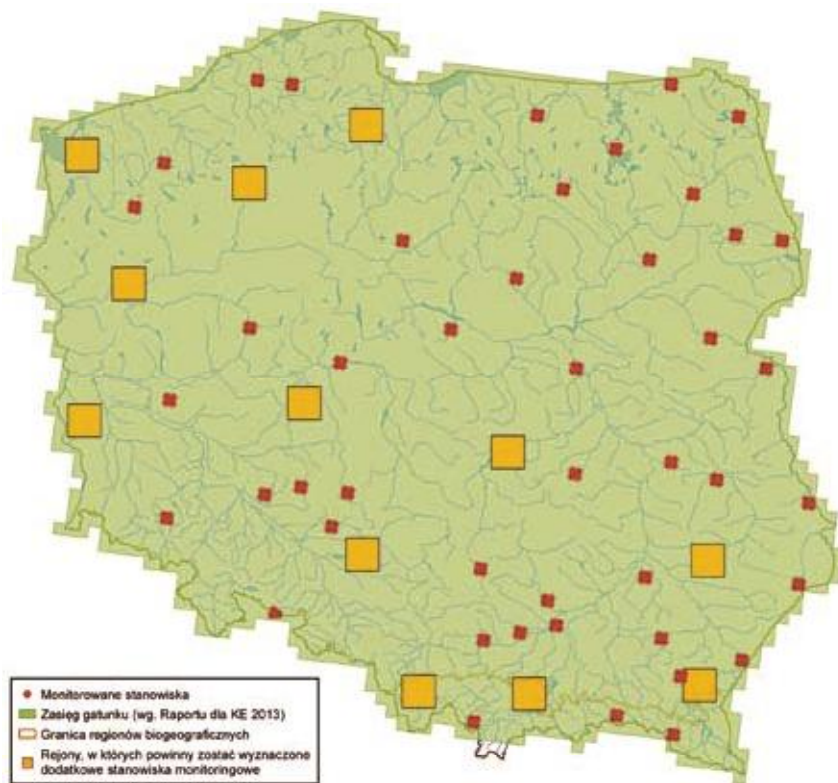 Monitorowane stanowiska
Zasięg gatunku (wg. Raportu dla KE 2013)
Granica regionów biogeograficznych
Rejony, w których powinny zostać wyznaczone
dodatkowe stanowiska monitoringowe